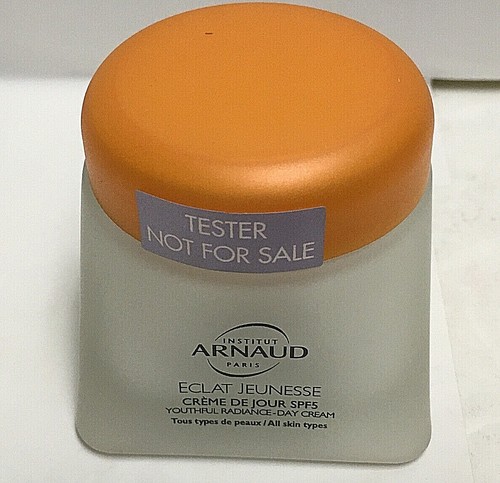 TESTER
NOT FOR SALE
INSTITUT
ARNAUD
PARIS
ECLAT JEUNESSE
CRÈME DE JOUR SPF5
YOUTHFUL RADIANCE-DAY CREAM
Tous types de peaux / All skin types